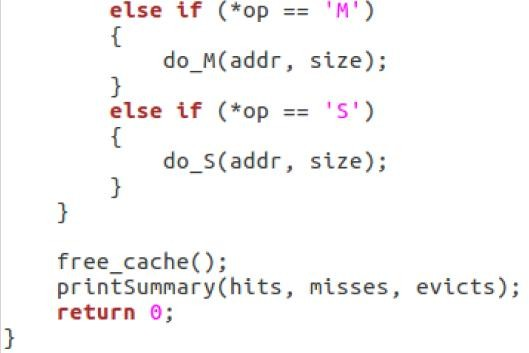 else if (*op == 'M')
{
do_M(addr, size);
}
else if (*op == 'S')
{
do_S(addr, size);
}
}
free_cache();
printSummary(hits, misses, evicts);
return 0;
}